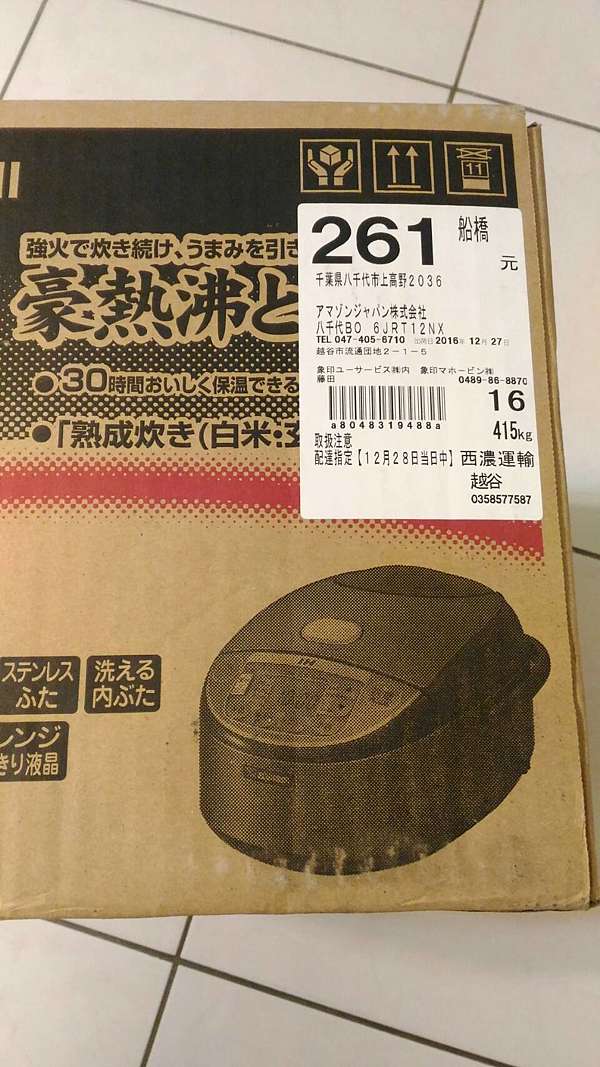 11
強火で炊き続け、うまみを引き
豪熱沸と
●30時間おいしく保温できる
●「熟成炊き(白米・玄
261 船橋
元
千葉県八千代市上高野2036
アマゾンジャパン株式会社
八千代BO 6JRT12NX
TEL 047-405-6710 出荷日 2016年 12月 27日
越谷市流通団地2-1-5
象印ユーサービス㈱内 象印マホービン㈱
藤田 0489-86-8870
16
a8048319488a
415kg
取扱注意
配達指定【12月28日当日中】西濃運輸
越谷
0358577587
IH
ステンレス
ふた
洗える
内ぶた
レンジ
きり液晶